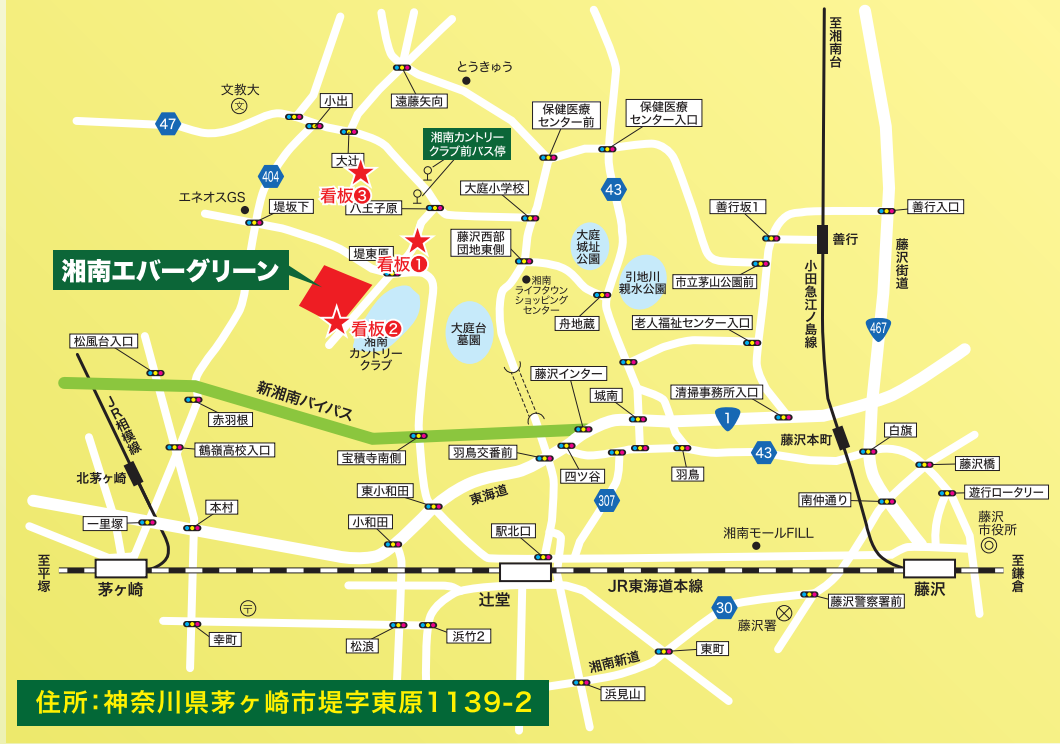 至湘南台
とうきゅう
文教大
文
小出
遠藤矢向
保健医療
センター前
保健医療
センター入口
47
湘南カントリー
クラブ前バス停
大辻
404
看板❸
エネオスGS
堤坂下
八王子原
大庭小学校
43
善行坂1
善行入口
大庭
城址
公園
藤沢西部
団地東側
堤東原
看板❶
善行
藤沢街道
湘南エバーグリーン
湘南
ライフタウン
ショッピング
センター
引地川
親水公園
市立茅山公園前
小田急江ノ島線
舟地蔵
老人福祉センター入口
467
看板❷
湘南
カントリー
クラブ
大庭台
墓園
松風台入口
新湘南バイパス
藤沢インター
城南
清掃事務所入口
1
JR相模線
赤羽根
鶴嶺高校入口
宝積寺南側
羽鳥交番前
四ツ谷
羽鳥
43
藤沢本町
白旗
藤沢橋
北茅ヶ崎
東小和田
東海道
307
南仲通り
遊行ロータリー
本村
一里塚
小和田
駅北口
湘南モールFILL
藤沢
市役所
至平塚
茅ヶ崎
辻堂
JR東海道本線
藤沢
至鎌倉
〒
幸町
松浪
浜竹2
30
藤沢署
藤沢警察署前
湘南新道
東町
浜見山
住所：神奈川県茅ヶ崎市堤字東原1139-2